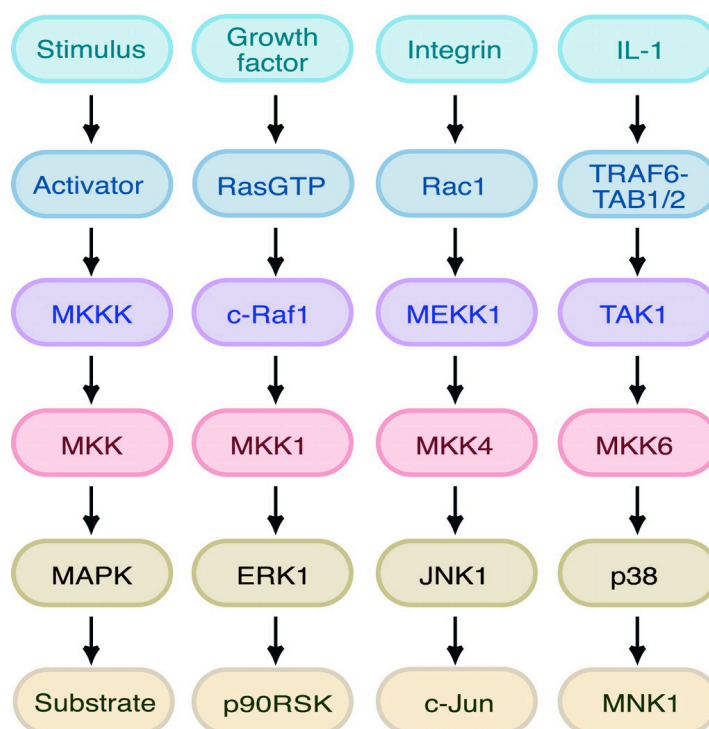 Stimulus
Growth
factor
Integrin
IL-1
Activator
RasGTP
Rac1
TRAF6-
TAB1/2
MKKK
c-Raf1
MEKK1
TAK1
MKK
MKK1
MKK4
MKK6
MAPK
ERK1
JNK1
p38
Substrate
p90RSK
c-Jun
MNK1